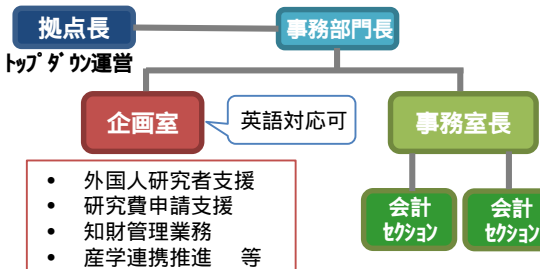 拠点長
事務部門長
トップダウン運営
企画室
英語対応可
事務室長
• 外国人研究者支援
• 研究費申請支援
• 知財管理業務
• 産学連携推進 等
会計
セクション
会計
セクション